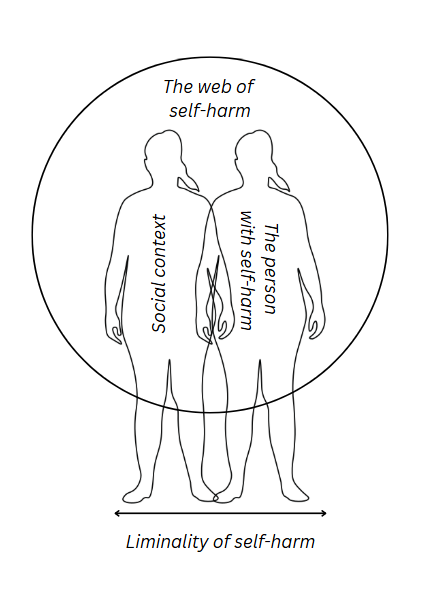 The web of
self-harm
Social context
The person
with self-harm
Liminality of self-harm